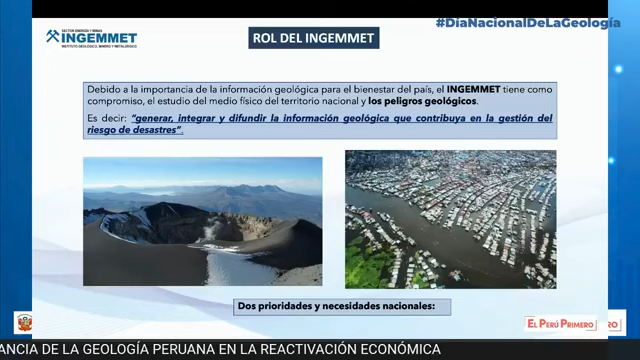 #DíaNacionalDeLaGeología
SECTOR ENERGÍA Y MINAS
INGEMMET
INSTITUTO GEOLÓGICO, MINERO Y METALÚRGICO
ROL DEL INGEMMET
Debido a la importancia de la información geológica para el bienestar del país, el INGEMMET tiene como
compromiso, el estudio del medio físico del territorio nacional y los peligros geológicos.
Es decir: “generar, integrar y difundir la información geológica que contribuya en la gestión del
riesgo de desastres”.
Dos prioridades y necesidades nacionales:
EL PERÚ PRIMERO
ANCIA DE LA GEOLOGÍA PERUANA EN LA REACTIVACIÓN ECONÓMICA